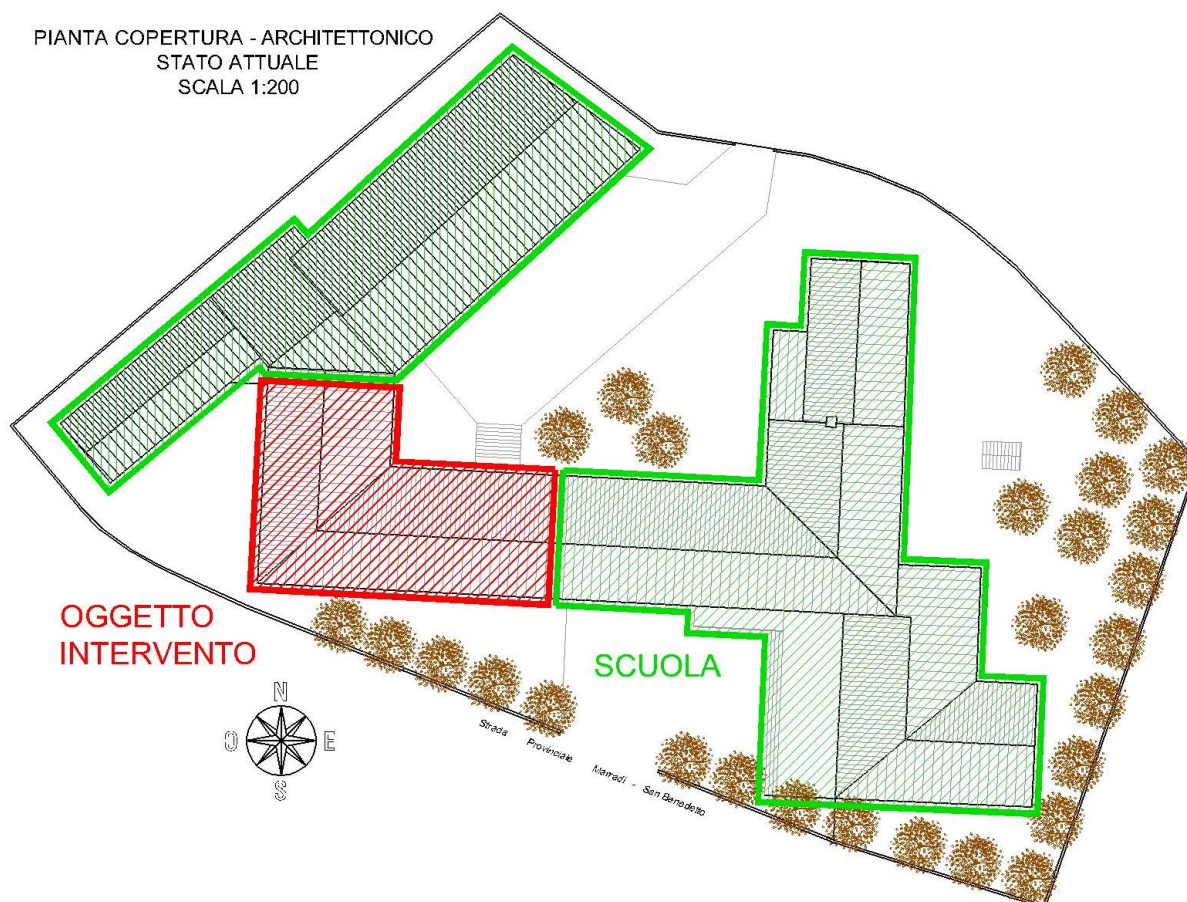 PIANTA COPERTURA - ARCHITETTONICO
STATO ATTUALE
SCALA 1:200
OGGETTO
INTERVENTO
SCUOLA
N
O E
S
Strada Provinciale Marradi - San Benedetto